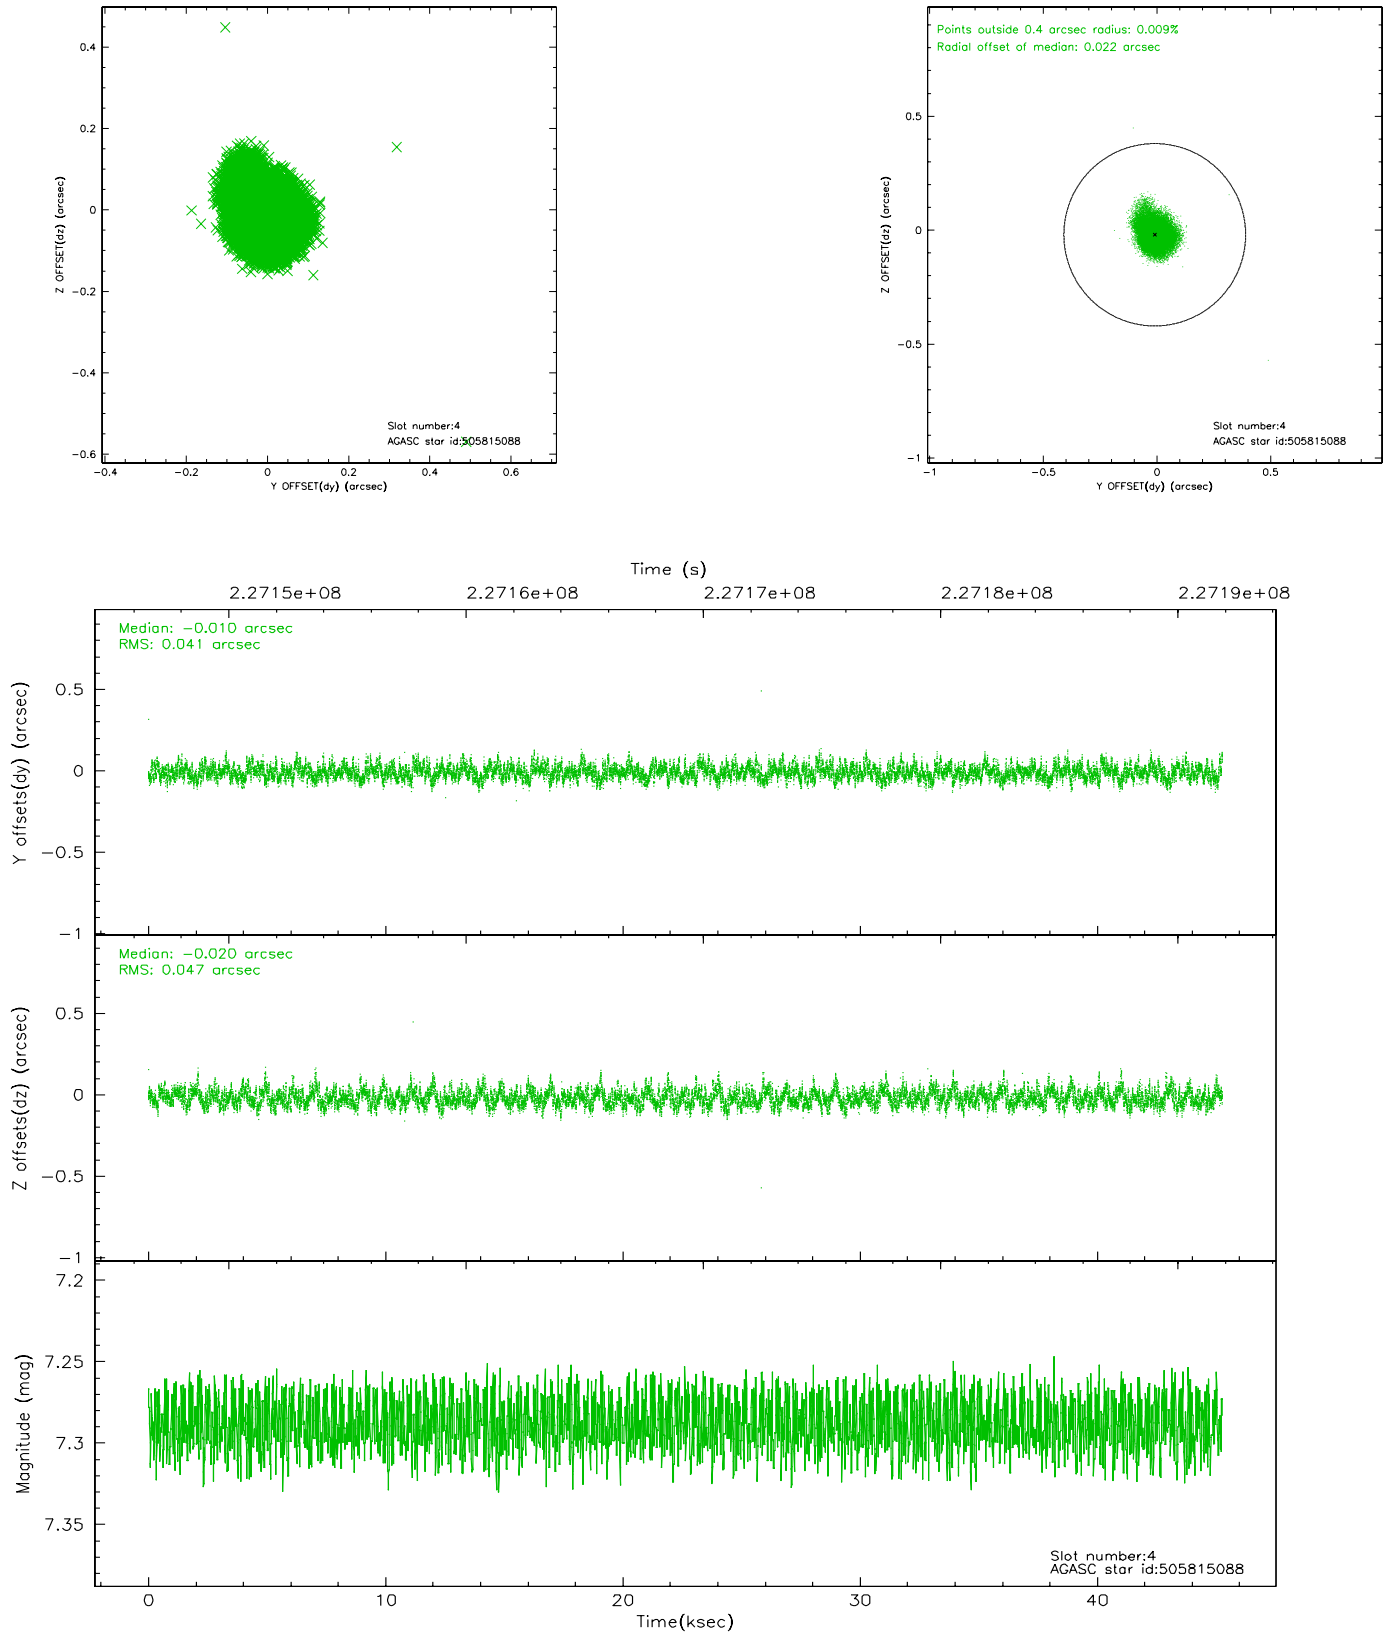 0.4
0.2
0
−0.2
−0.4
−0.6
Z OFFSET(dz) (arcsec)
−0.4 −0.2 0 0.2 0.4 0.6
Y OFFSET(dy) (arcsec)
Slot number:4
AGASC star id:505815088
Points outside 0.4 arcsec radius: 0.009%
Radial offset of median: 0.022 arcsec
0.5
0
−0.5
−1
Z OFFSET(dz) (arcsec)
−1 −0.5 0 0.5
Y OFFSET(dy) (arcsec)
Slot number:4
AGASC star id:505815088
Time (s)
2.2715e+08 2.2716e+08 2.2717e+08 2.2718e+08 2.2719e+08
Median: −0.010 arcsec
RMS: 0.041 arcsec
0.5
0
−0.5
−1
Y offsets(dy) (arcsec)
Median: −0.020 arcsec
RMS: 0.047 arcsec
0.5
0
−0.5
−1
Z offsets(dz) (arcsec)
7.2
7.25
7.3
7.35
Magnitude (mag)
Slot number:4
AGASC star id:505815088
0 10 20 30 40
Time(ksec)